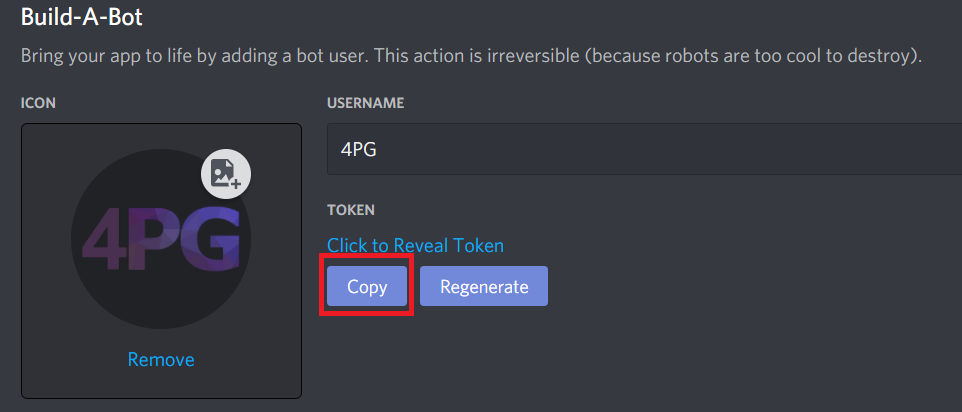 Build-A-Bot
Bring your app to life by adding a bot user. This action is irreversible (because robots are too cool to destroy).
ICON
USERNAME
4PG
4PG
TOKEN
Click to Reveal Token
Copy
Regenerate
Remove